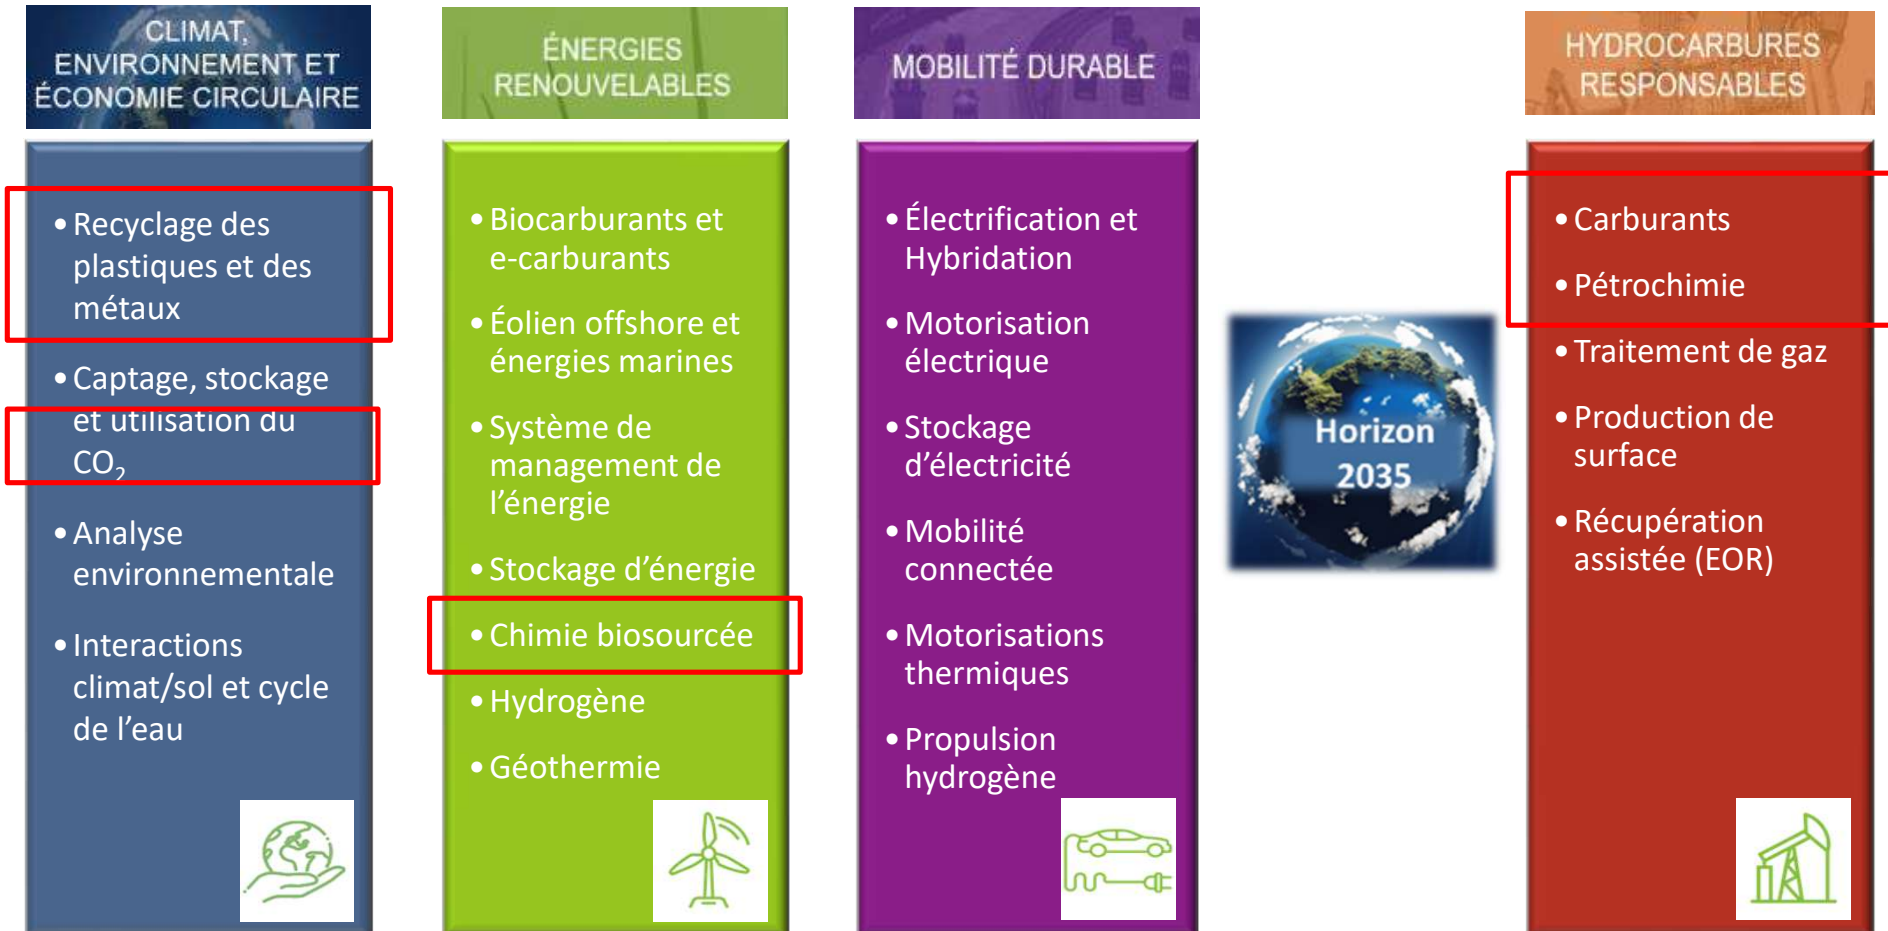 CLIMAT,
ENVIRONNEMENT ET
ÉCONOMIE CIRCULAIRE
• Recyclage des
plastiques et des
métaux
• Captage, stockage
et utilisation du
CO₂
• Analyse
environnementale
• Interactions
climat/sol et cycle
de l’eau
ÉNERGIES
RENOUVELABLES
• Biocarburants et
e-carburants
• Éolien offshore et
énergies marines
• Système de
management de
l’énergie
• Stockage d’énergie
• Chimie biosourcée
• Hydrogène
• Géothermie
MOBILITÉ DURABLE
• Électrification et
Hybridation
• Motorisation
électrique
• Stockage
d’électricité
• Mobilité
connectée
• Motorisations
thermiques
• Propulsion
hydrogène
Horizon
2035
HYDROCARBURES
RESPONSABLES
• Carburants
• Pétrochimie
• Traitement de gaz
• Production de
surface
• Récupération
assistée (EOR)